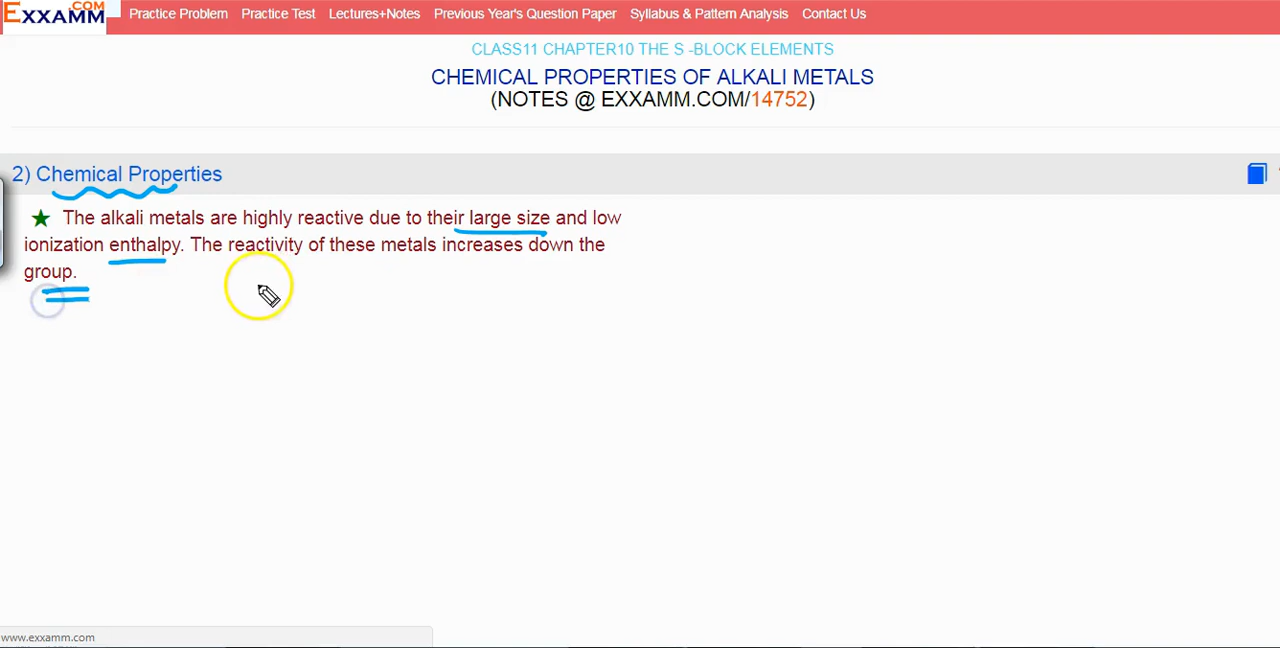 EXXAMM.COM
Practice Problem Practice Test Lectures+Notes Previous Year's Question Paper Syllabus & Pattern Analysis Contact Us
CLASS11 CHAPTER10 THE S -BLOCK ELEMENTS
CHEMICAL PROPERTIES OF ALKALI METALS
(NOTES @ EXXAMM.COM/14752)
2) Chemical Properties
The alkali metals are highly reactive due to their large size and low
ionization enthalpy. The reactivity of these metals increases down the
group.
www.exxamm.com